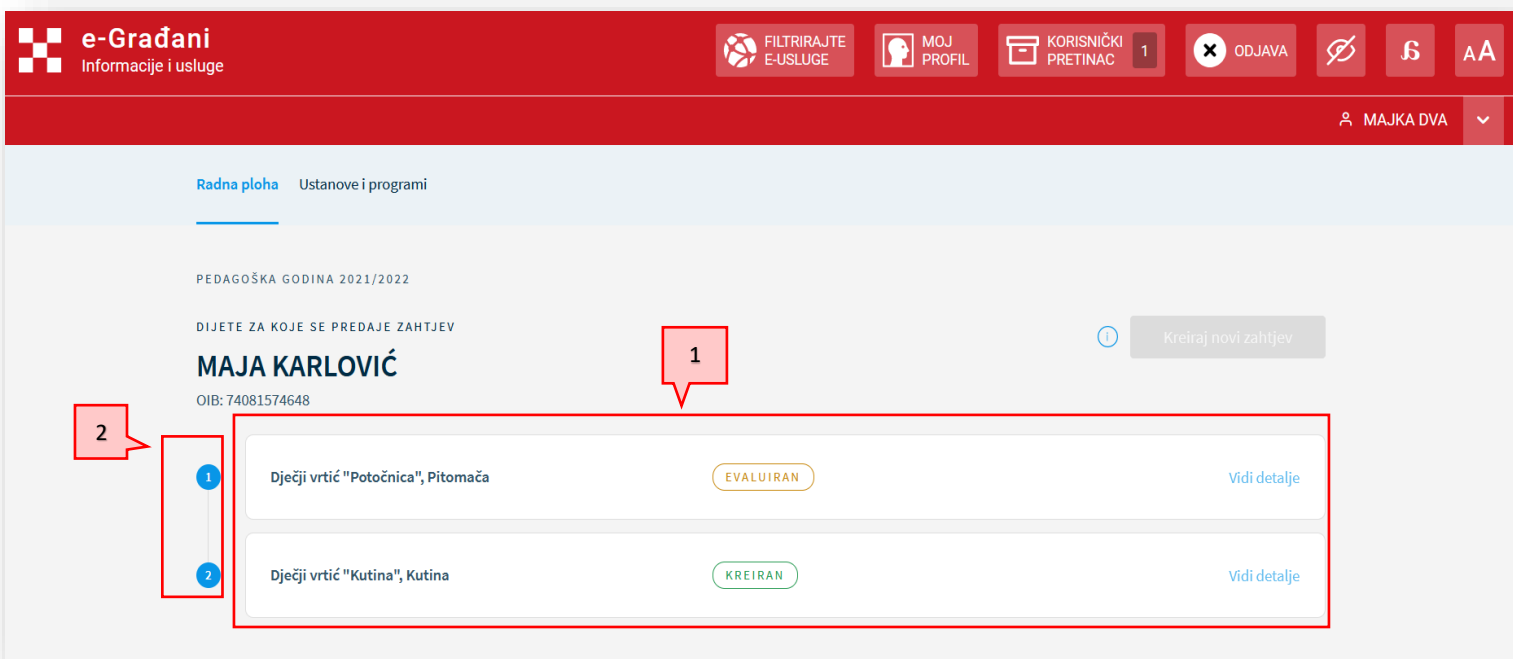 e-Građani
Informacije i usluge
FILTRIRAJTE
E-USLUGE
MOJ
PROFIL
KORISNIČKI
PRETINAC
1
ODJAVA
AA
MAJKA DVA
Radna ploha
Ustanove i programi
PEDAGOŠKA GODINA 2021/2022
DIJETE ZA KOJE SE PREDAJE ZAHTJEV
MAJA KARLOVIĆ
OIB: 74081574648
Kreiraj novi zahtjev
1
2
1
Dječji vrtić "Potočnica", Pitomača
EVALUIRAN
Vidi detalje
2
Dječji vrtić "Kutina", Kutina
KREIRAN
Vidi detalje